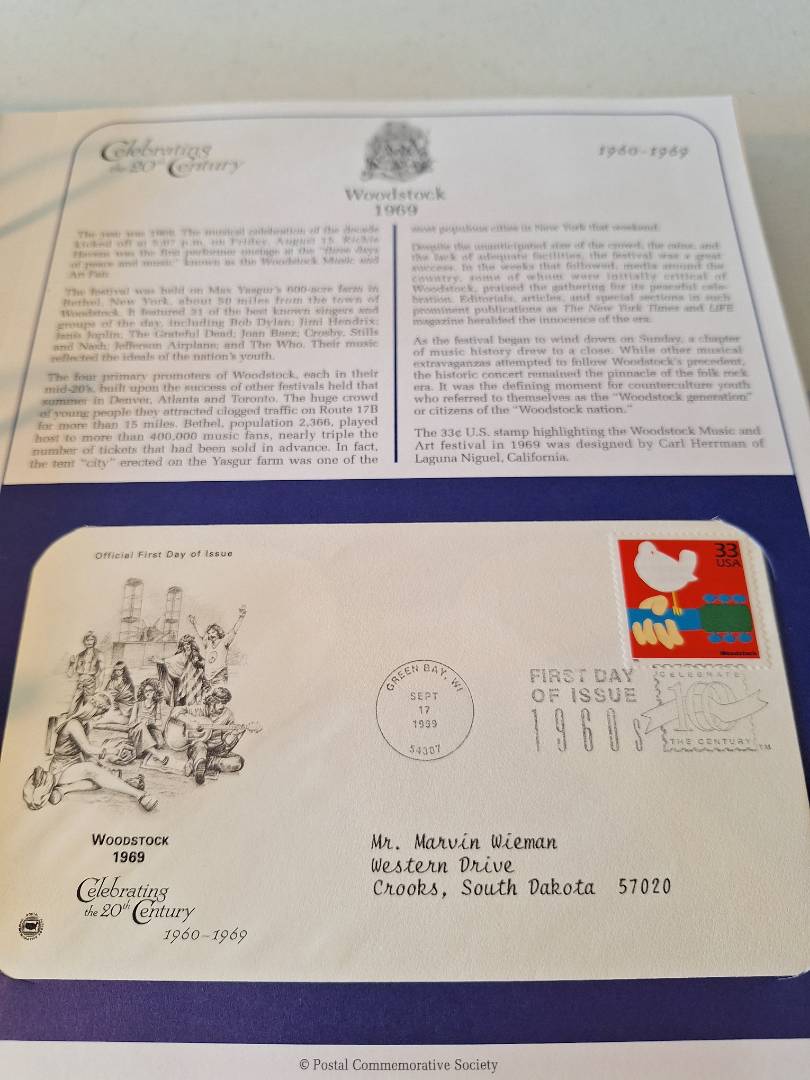 Celebrating
the 20th Century
1960–1969
Woodstock
1969
The year was 1969. The musical celebration of the decade
kicked off at 5:07 p.m. on Friday, August 15. Richie
Havens was the first performer onstage at the "three days
of peace and music" known as the Woodstock Music and
Art Fair.
The festival was held on Max Yasgur's 600-acre farm in
Bethel, New York, about 50 miles from the town of
Woodstock. It featured 31 of the best known singers and
groups of the day, including Bob Dylan; Jimi Hendrix;
Janis Joplin; The Grateful Dead; Joan Baez; Crosby, Stills
and Nash; Jefferson Airplane; and The Who. Their music
reflected the ideals of the nation's youth.
The four primary promoters of Woodstock, each in their
mid-20's, built upon the success of other festivals held that
summer in Denver, Atlanta and Toronto. The huge crowd
of young people they attracted clogged traffic on Route 17B
for more than 15 miles. Bethel, population 2,366, played
host to more than 400,000 music fans, nearly triple the
number of tickets that had been sold in advance. In fact,
the tent "city" erected on the Yasgur farm was one of the
most populous cities in New York that weekend.
Despite the unanticipated size of the crowd, the rains, and
the lack of adequate facilities, the festival was a great
success. In the weeks that followed, media around the
country, some of whom were initially critical of
Woodstock, praised the gathering for its peaceful cele-
bration. Editorials, articles, and special sections in such
prominent publications as The New York Times and LIFE
magazine heralded the innocence of the era.
As the festival began to wind down on Sunday, a chapter
of music history drew to a close. While other musical
extravaganzas attempted to follow Woodstock's precedent,
the historic concert remained the pinnacle of the folk rock
era. It was the defining moment for counterculture youth
who referred to themselves as the "Woodstock generation"
or citizens of the "Woodstock nation."
The 33¢ U.S. stamp highlighting the Woodstock Music and
Art festival in 1969 was designed by Carl Herrman of
Laguna Niguel, California.
Official First Day of Issue
33
USA
Woodstock
GREEN BAY, WI
SEPT
17
1999
54307
FIRST DAY
OF ISSUE
1960s
CELEBRATE
100
THE CENTURY™
WOODSTOCK
1969
Celebrating
the 20th Century
1960–1969
Mr. Marvin Wieman
Western Drive
Crooks, South Dakota 57020
© Postal Commemorative Society